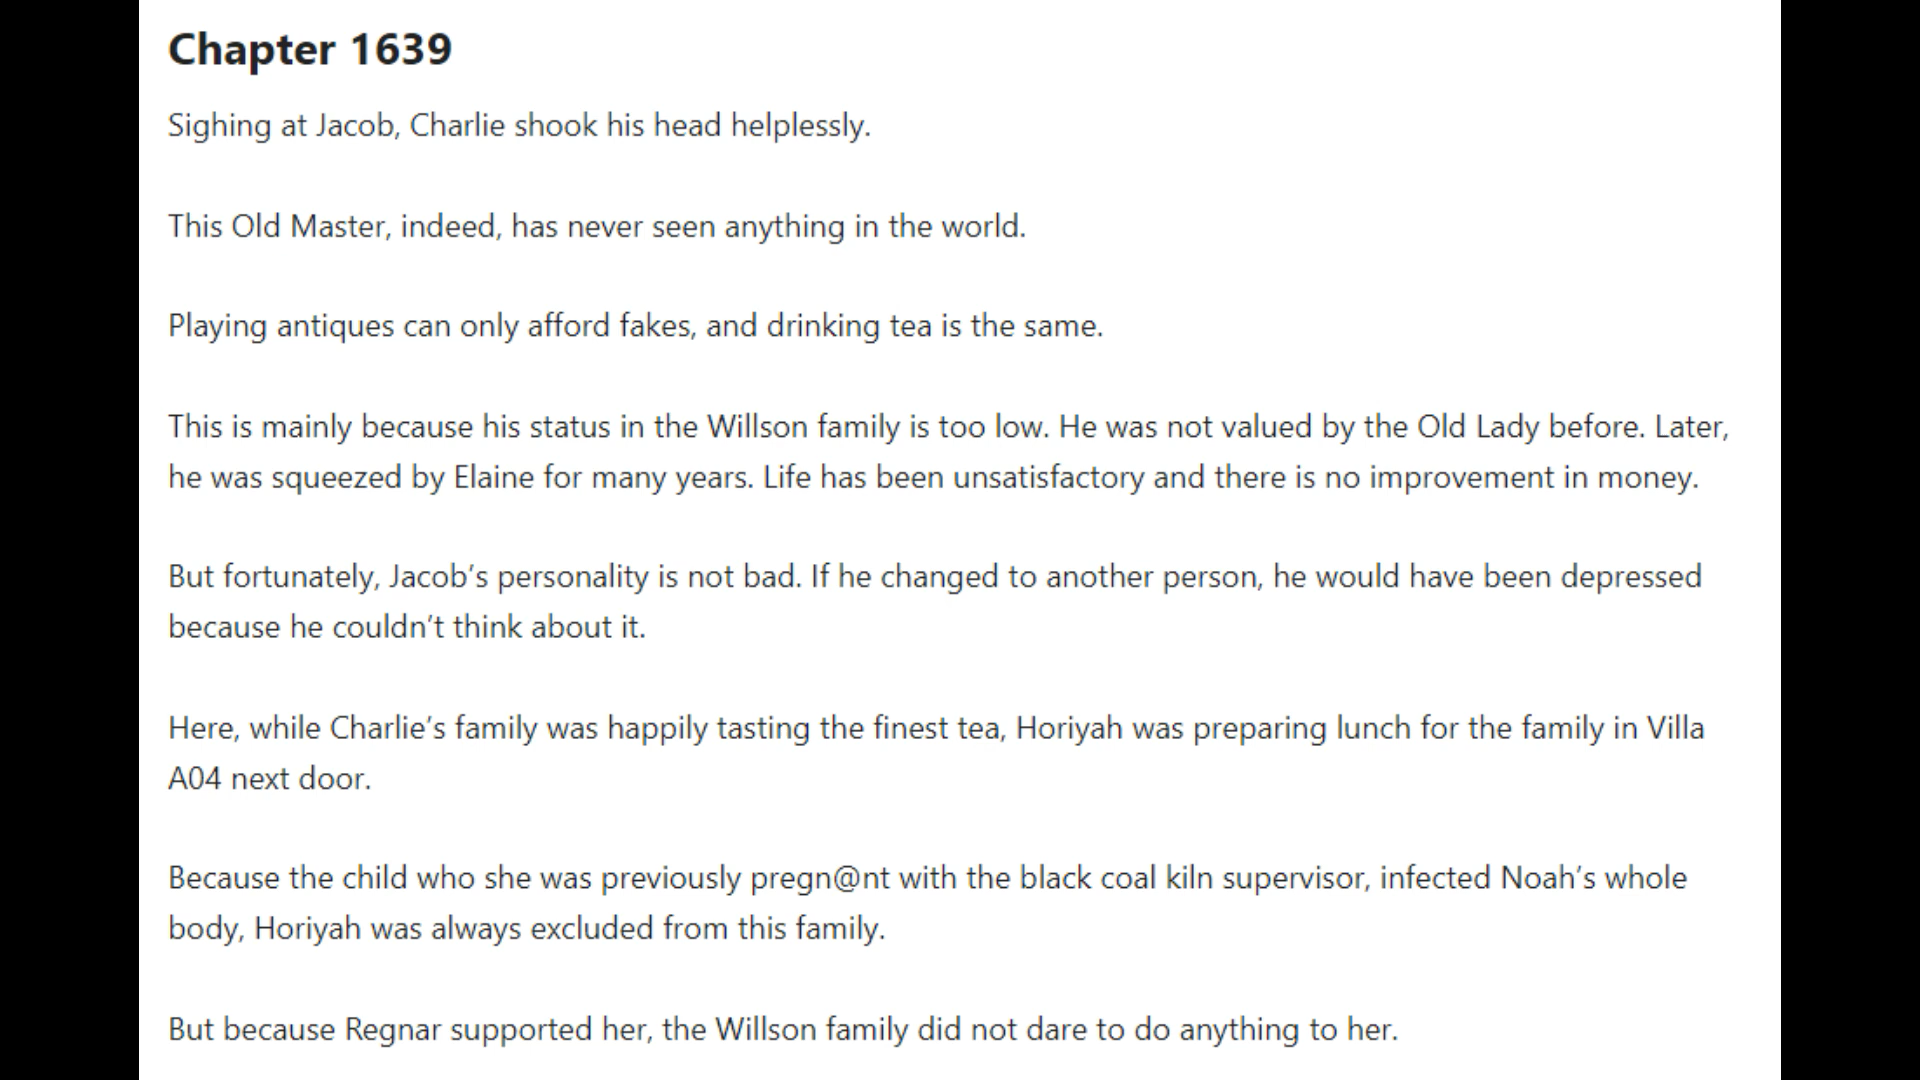 Chapter 1639
Sighing at Jacob, Charlie shook his head helplessly.
This Old Master, indeed, has never seen anything in the world.
Playing antiques can only afford fakes, and drinking tea is the same.
This is mainly because his status in the Willson family is too low. He was not valued by the Old Lady before. Later,
he was squeezed by Elaine for many years. Life has been unsatisfactory and there is no improvement in money.
But fortunately, Jacob’s personality is not bad. If he changed to another person, he would have been depressed
because he couldn’t think about it.
Here, while Charlie’s family was happily tasting the finest tea, Horiyah was preparing lunch for the family in Villa
A04 next door.
Because the child who she was previously pregn@nt with the black coal kiln supervisor, infected Noah’s whole
body, Horiyah was always excluded from this family.
But because Regnar supported her, the Willson family did not dare to do anything to her.